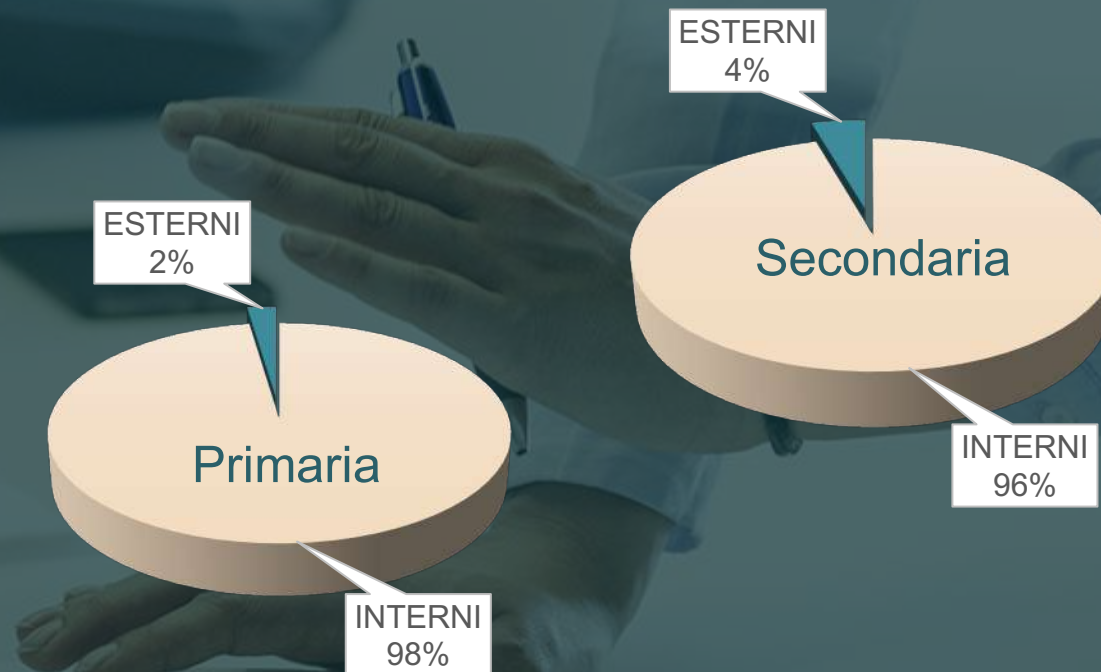 ESTERNI
4%
Secondaria
INTERNI
96%
ESTERNI
2%
Primaria
INTERNI
98%